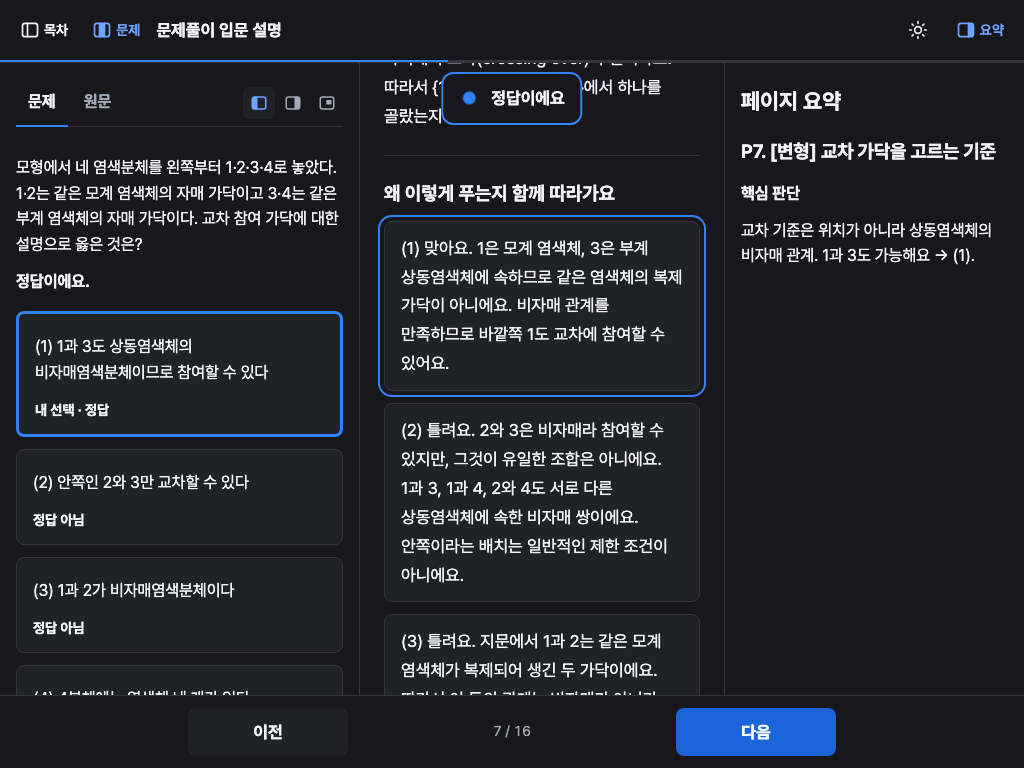 목차
문제
문제풀이 입문 설명
요약
문제
원문
모형에서 네 염색분체를 왼쪽부터 1·2·3·4로 놓았다.
1·2는 같은 모계 염색체의 자매 가닥이고 3·4는 같은
부계 염색체의 자매 가닥이다. 교차 참여 가닥에 대한
설명으로 옳은 것은?
정답이에요.
(1) 1과 3도 상동염색체의
비자매염색분체이므로 참여할 수 있다
내 선택 · 정답
(2) 안쪽인 2와 3만 교차할 수 있다
정답 아님
(3) 1과 2가 비자매염색분체이다
정답 아님
따라서 {
에서 하나를
골랐는지
정답이에요
왜 이렇게 푸는지 함께 따라가요
(1) 맞아요. 1은 모계 염색체, 3은 부계
상동염색체에 속하므로 같은 염색체의 복제
가닥이 아니에요. 비자매 관계를
만족하므로 바깥쪽 1도 교차에 참여할 수
있어요.
(2) 틀려요. 2와 3은 비자매라 참여할 수
있지만, 그것이 유일한 조합은 아니에요.
1과 3, 1과 4, 2와 4도 서로 다른
상동염색체에 속한 비자매 쌍이에요.
안쪽이라는 배치는 일반적인 제한 조건이
아니에요.
(3) 틀려요. 지문에서 1과 2는 같은 모계
염색체가 복제되어 생긴 두 가닥이에요.
페이지 요약
P7. [변형] 교차 가닥을 고르는 기준
핵심 판단
교차 기준은 위치가 아니라 상동염색체의
비자매 관계. 1과 3도 가능해요 → (1).
이전
7 / 16
다음